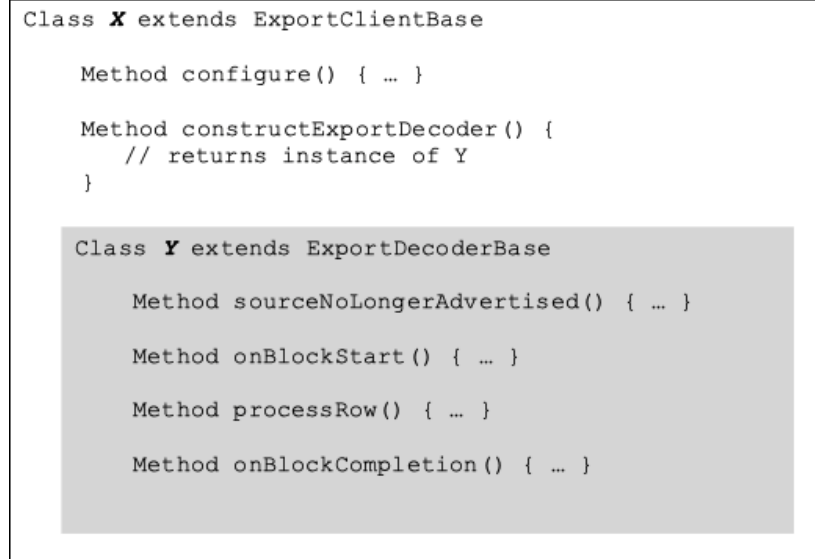 Class X extends ExportClientBase
Method configure() { … }
Method constructExportDecoder() {
// returns instance of Y
}
Class Y extends ExportDecoderBase
Method sourceNoLongerAdvertised() { … }
Method onBlockStart() { … }
Method processRow() { … }
Method onBlockCompletion() { … }